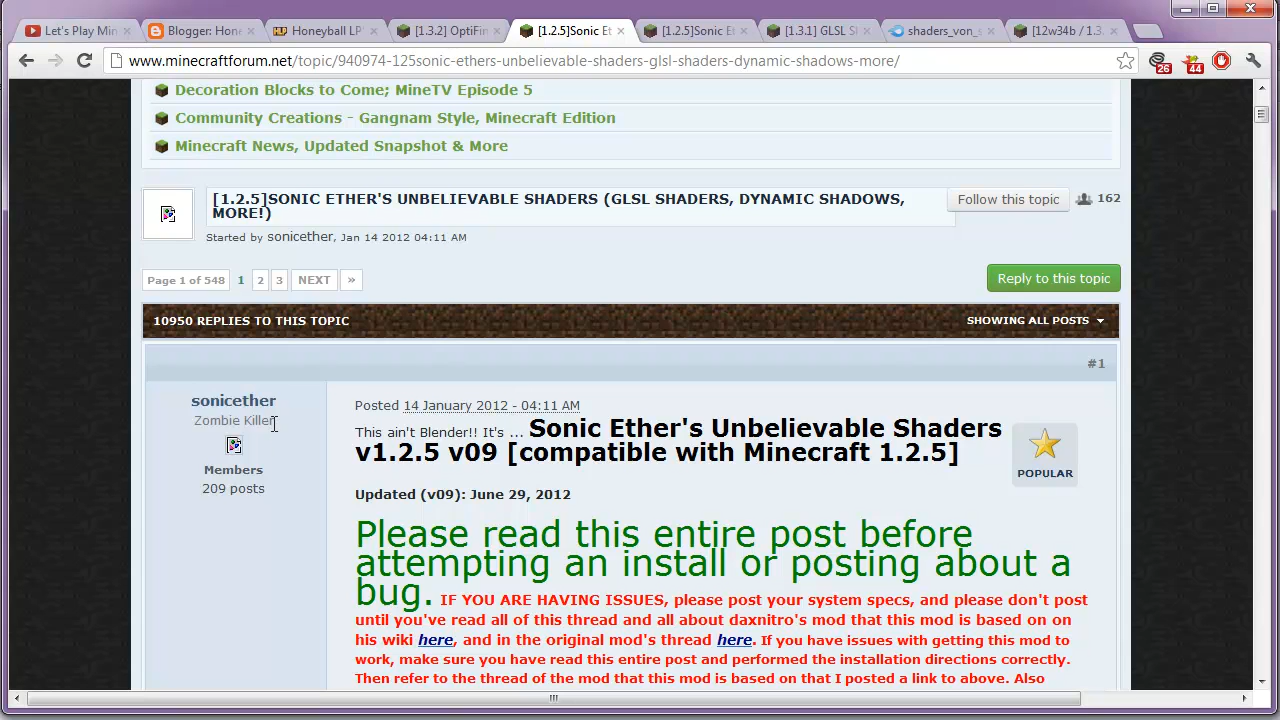 Let's Play Min
Blogger: Hone
Honeyball LP
[1.3.2] OptiFin
[1.2.5]Sonic Et
[1.2.5]Sonic E
[1.3.1] GLSL
shaders_von_
[12w34b / 1.3.
www.minecraftforum.net/topic/940974-125sonic-ethers-unbelievable-shaders-glsl-shaders-dynamic-shadows-more/
26
44
Decoration Blocks to Come; MineTV Episode 5
Community Creations - Gangnam Style, Minecraft Edition
Minecraft News, Updated Snapshot & More
[1.2.5]SONIC ETHER'S UNBELIEVABLE SHADERS (GLSL SHADERS, DYNAMIC SHADOWS,
MORE!)
Follow this topic
162
Started by sonicether, Jan 14 2012 04:11 AM
Page 1 of 548 1 2 3 NEXT »
Reply to this topic
10950 REPLIES TO THIS TOPIC
SHOWING ALL POSTS
#1
sonicether
Zombie Killer
Members
209 posts
Posted 14 January 2012 - 04:11 AM
This ain't Blender!! It's ... Sonic Ether's Unbelievable Shaders
v1.2.5 v09 [compatible with Minecraft 1.2.5]
POPULAR
Updated (v09): June 29, 2012
Please read this entire post before
attempting an install or posting about a
bug. IF YOU ARE HAVING ISSUES, please post your system specs, and please don't post
until you've read all of this thread and all about daxnitro's mod that this mod is based on on
his wiki here, and in the original mod's thread here. If you have issues with getting this mod to
work, make sure you have read this entire post and performed the installation directions correctly.
Then refer to the thread of the mod that this mod is based on that I posted a link to above. Also